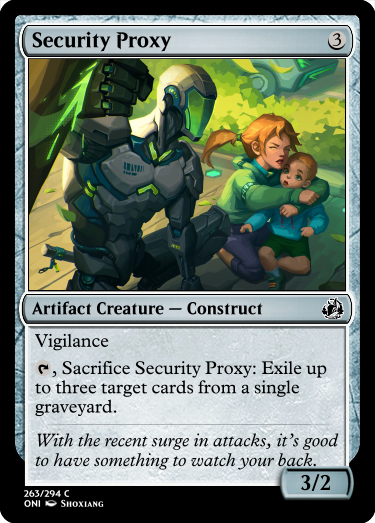 Security Proxy
3
Artifact Creature — Construct
Vigilance
, Sacrifice Security Proxy: Exile up
to three target cards from a single
graveyard.
With the recent surge in attacks, it’s good
to have something to watch your back.
3/2
263/294 C
ONI Shoxiang